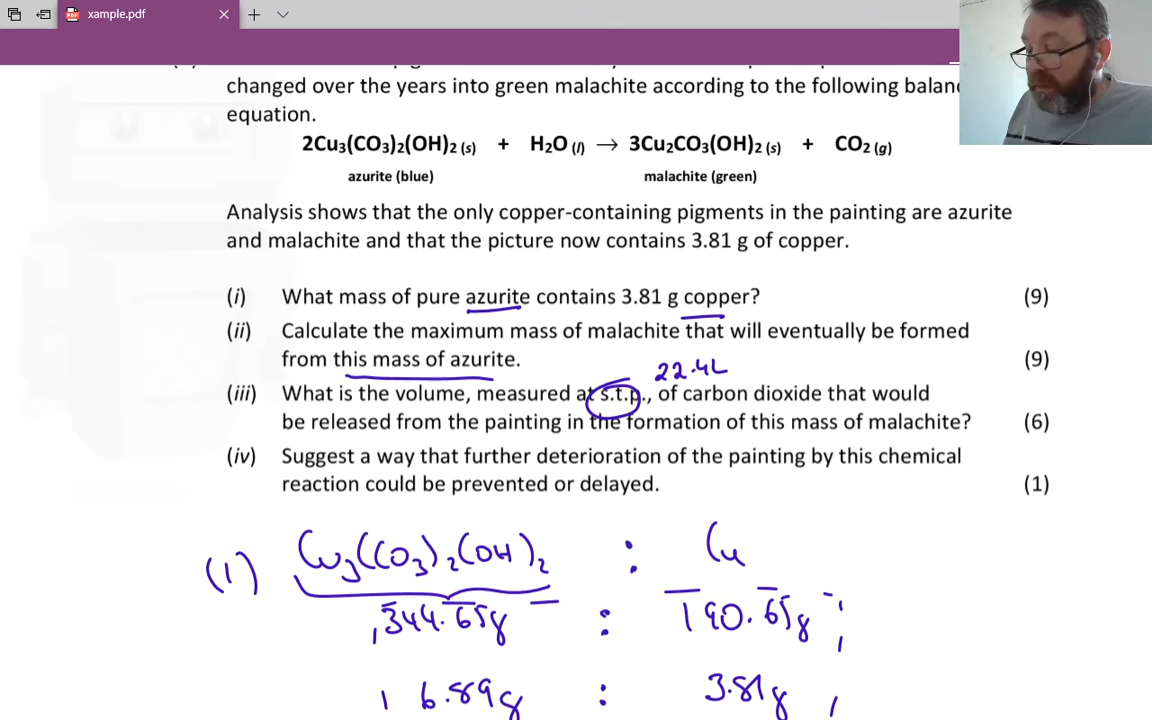 xample.pdf
changed over the years into green malachite according to the following balan
equation.
2Cu3(CO3)2(OH)2 (s) + H2O (l) → 3Cu2CO3(OH)2 (s) + CO2 (g)
azurite (blue) malachite (green)
Analysis shows that the only copper-containing pigments in the painting are azurite
and malachite and that the picture now contains 3.81 g of copper.
(i) What mass of pure azurite contains 3.81 g copper? (9)
(ii) Calculate the maximum mass of malachite that will eventually be formed
from this mass of azurite. (9)
22.4L
(iii) What is the volume, measured at s.t.p., of carbon dioxide that would
be released from the painting in the formation of this mass of malachite? (6)
(iv) Suggest a way that further deterioration of the painting by this chemical
reaction could be prevented or delayed. (1)
(1) Cu3(CO3)2(OH)2 : Cu
344.65g : 190.65g
6.89g : 3.81g